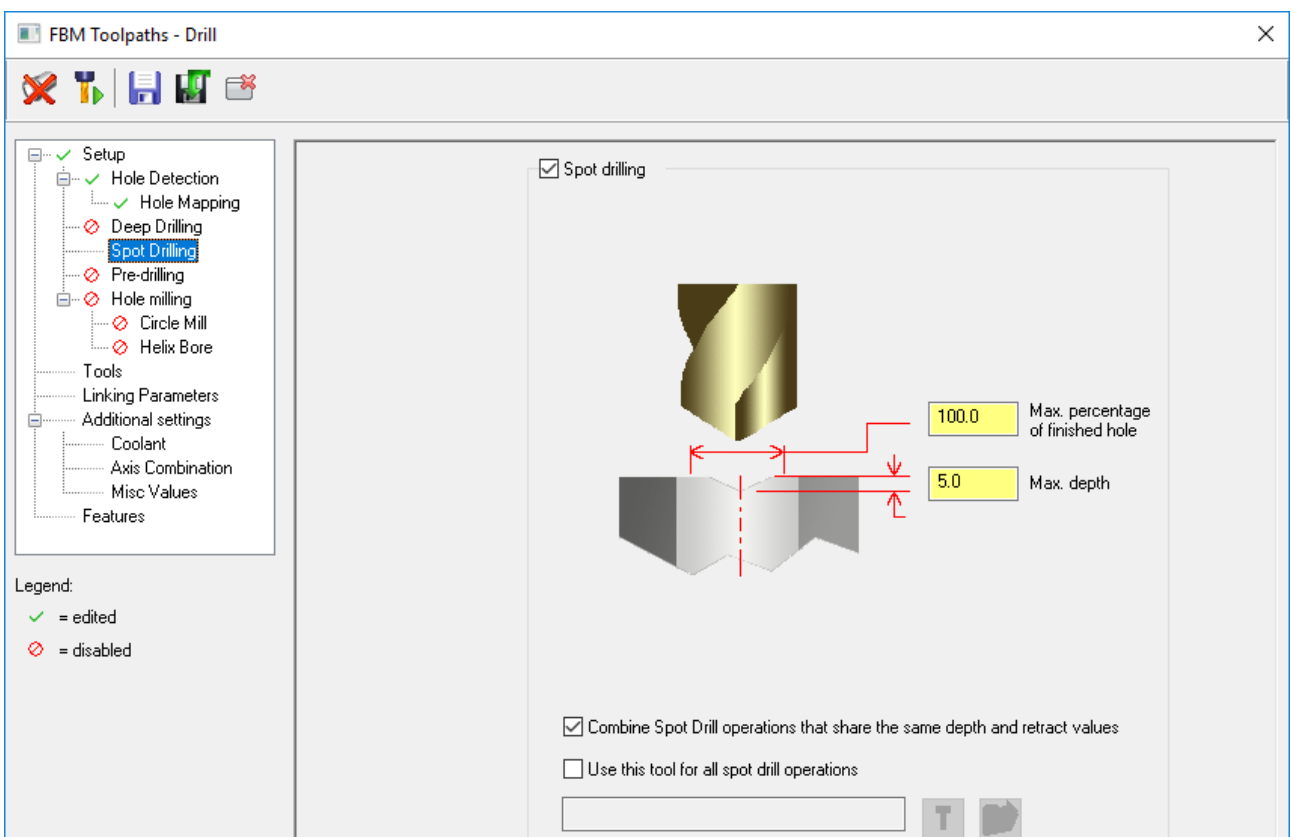 FBM Toolpaths - Drill
Setup
Hole Detection
Hole Mapping
Deep Drilling
Spot Drilling
Pre-drilling
Hole milling
Circle Mill
Helix Bore
Tools
Linking Parameters
Additional settings
Coolant
Axis Combination
Misc Values
Features
Legend:
= edited
= disabled
Spot drilling
100.0 Max. percentage
of finished hole
5.0 Max. depth
Combine Spot Drill operations that share the same depth and retract values
Use this tool for all spot drill operations